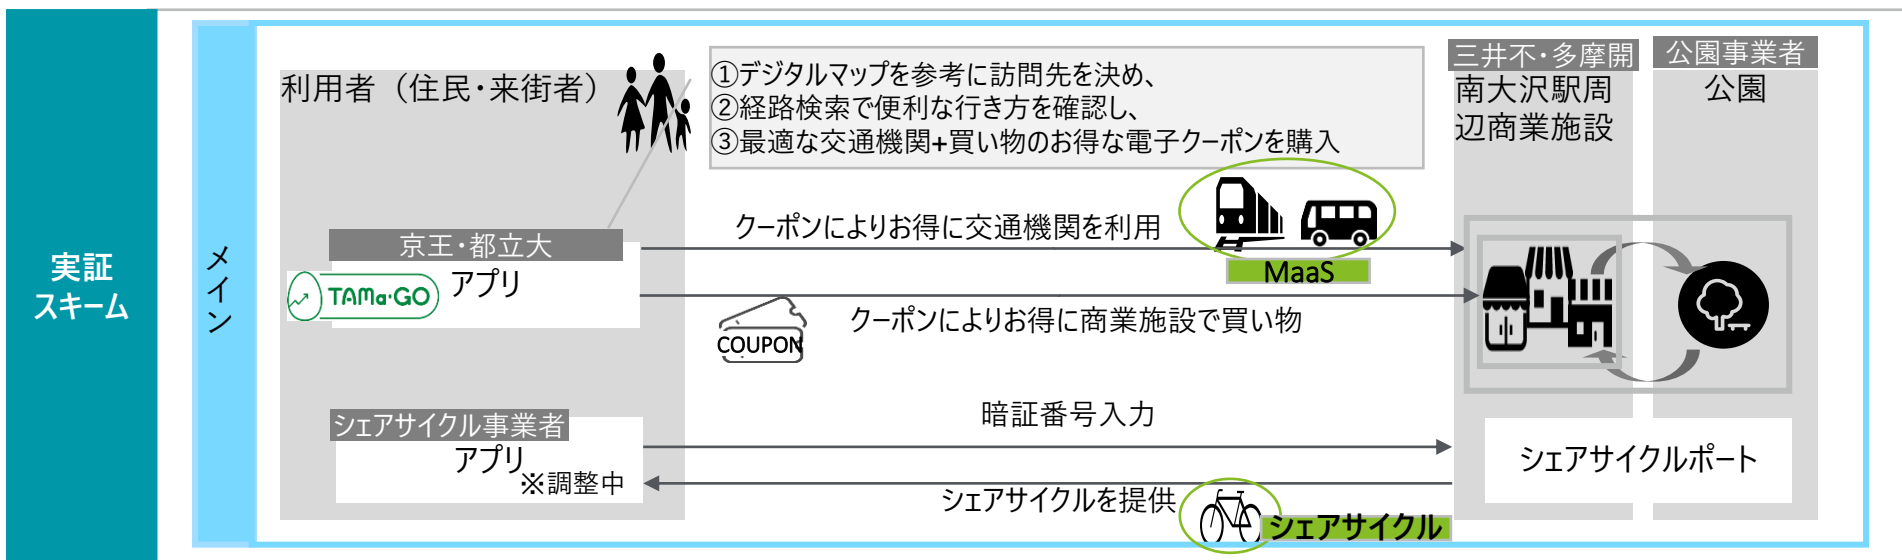 実証
スキーム
メイン
利用者（住民・来街者）
①デジタルマップを参考に訪問先を決め、
②経路検索で便利な行き方を確認し、
③最適な交通機関+買い物のお得な電子クーポンを購入
三井不・多摩開
南大沢駅周
辺商業施設
公園事業者
公園
クーポンによりお得に交通機関を利用
MaaS
京王・都立大
アプリ
TAMa・GO
COUPON
クーポンによりお得に商業施設で買い物
シェアサイクル事業者
アプリ
※調整中
暗証番号入力
シェアサイクルを提供
シェアサイクル
シェアサイクルポート